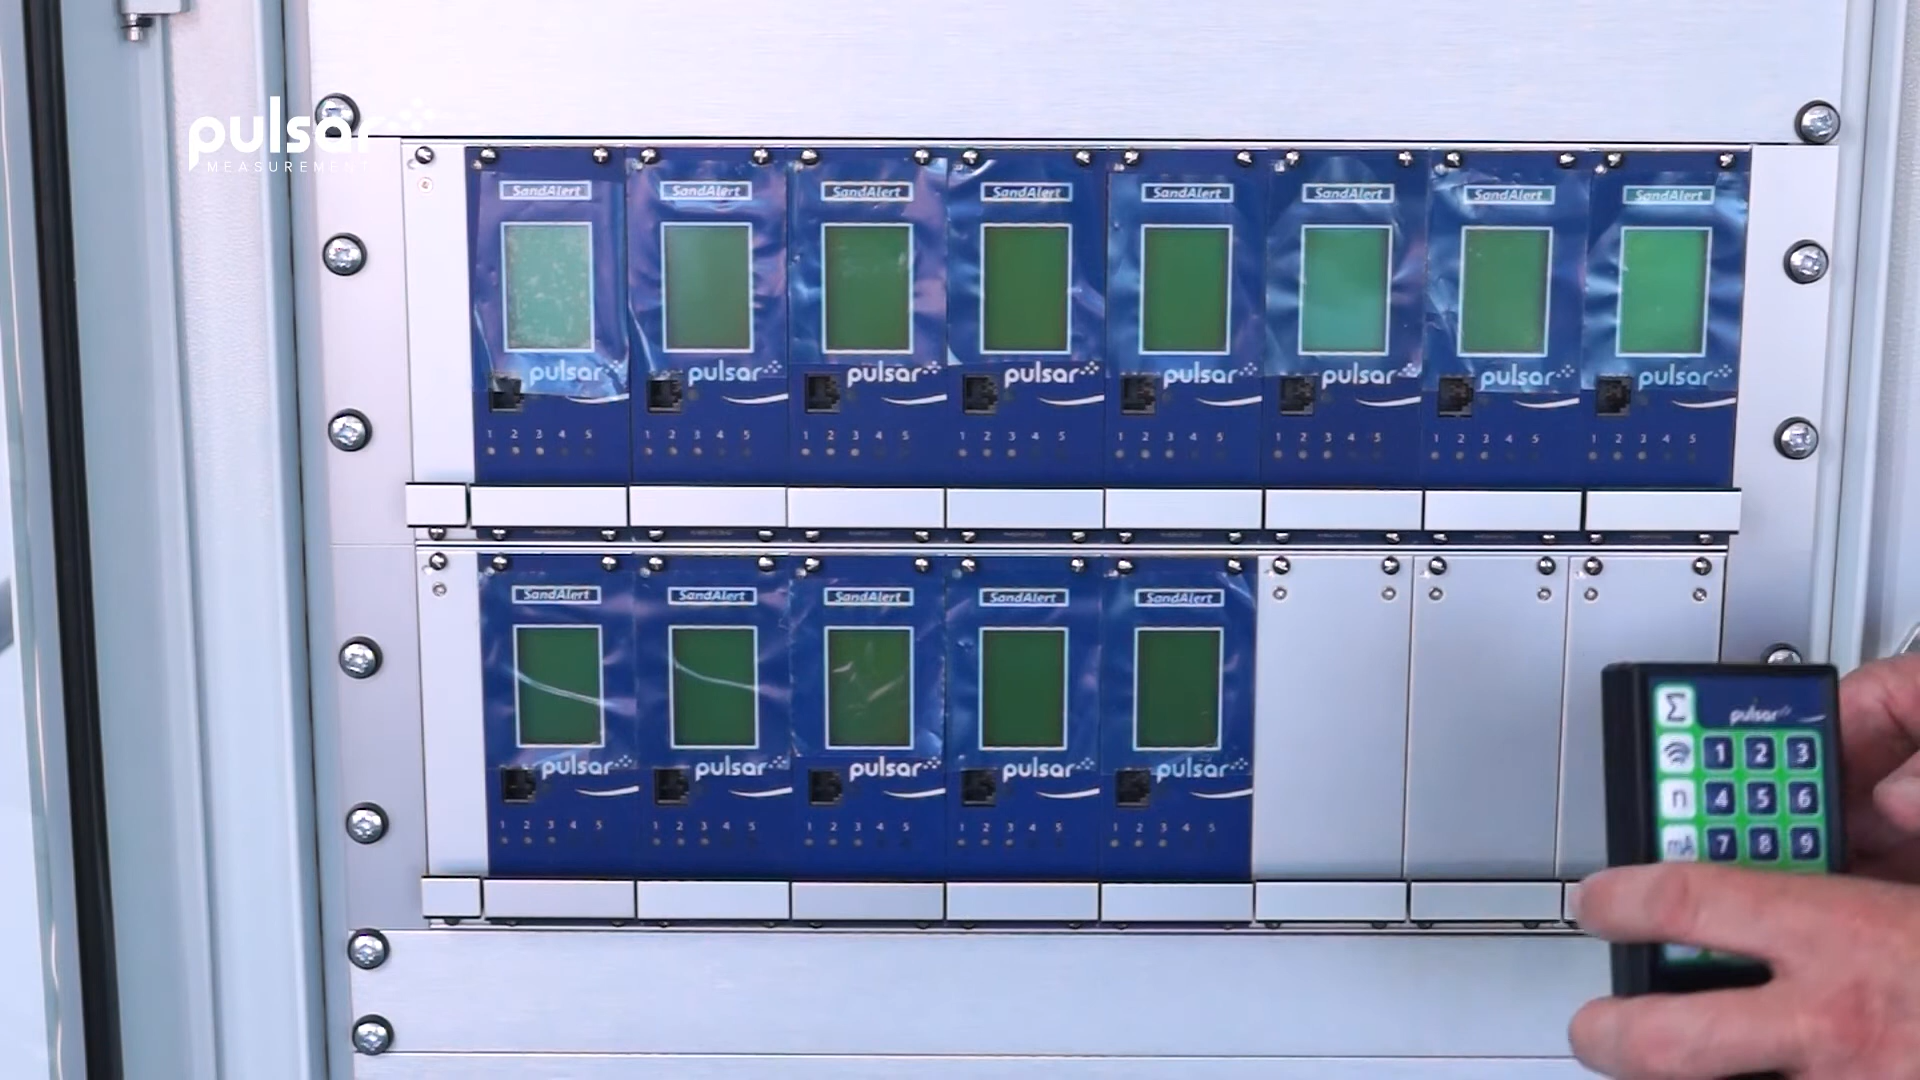 pulsar
MEASUREMENT
SandAlert SandAlert SandAlert SandAlert SandAlert SandAlert SandAlert SandAlert
pulsar pulsar pulsar pulsar pulsar pulsar pulsar pulsar
1 2 3 4 5 1 2 3 4 5 1 2 3 4 5 1 2 3 4 5 1 2 3 4 5 1 2 3 4 5 1 2 3 4 5 1 2 3 4 5
SandAlert SandAlert SandAlert SandAlert SandAlert
pulsar pulsar pulsar pulsar pulsar
1 2 3 4 5 1 2 3 4 5 1 2 3 4 5 1 2 3 4 5 1 2 3 4 5
Σ pulsar
1 2 3
n 4 5 6
mA 7 8 9